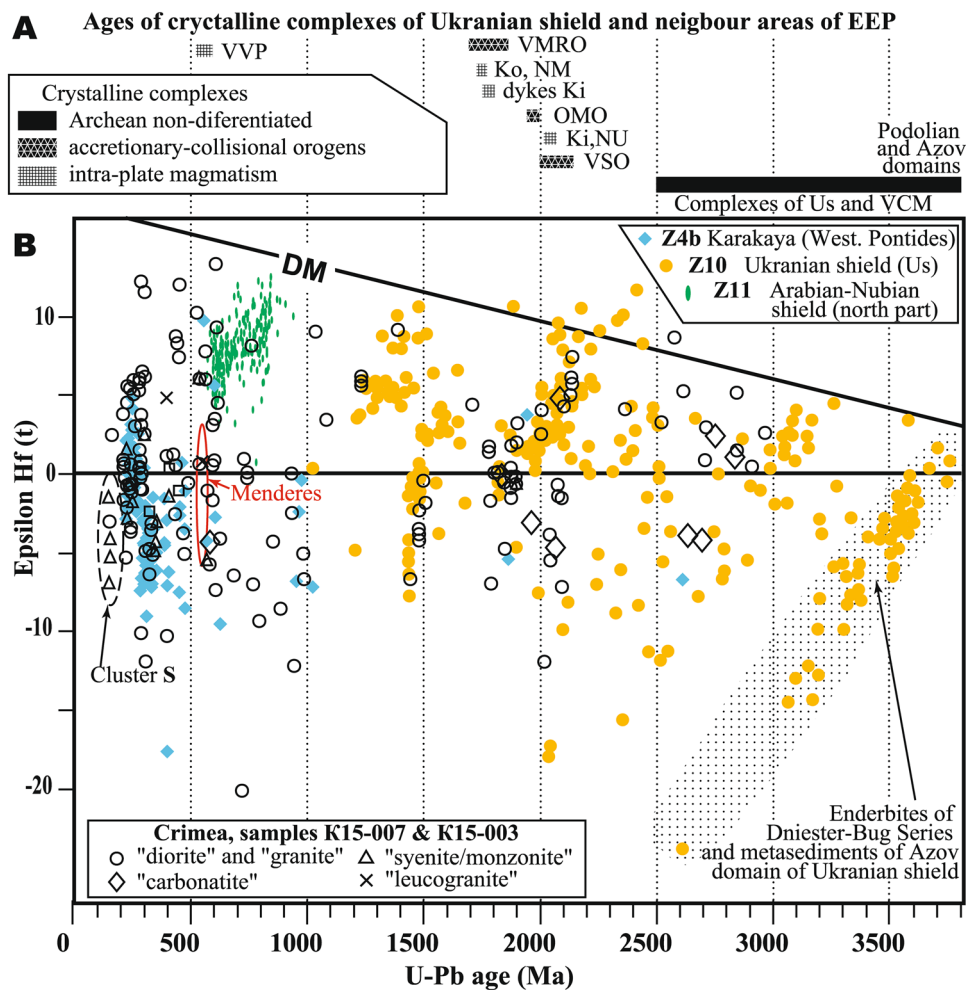 A
Ages of crystalline complexes of Ukranian shield and neigbour areas of EEP
VVP
VMRO
Ko, NM
dykes Ki
OMO
Ki,NU
VSO
Crystalline complexes
Archean non-diferentiated
accretionary-collisional orogens
intra-plate magmatism
Podolian
and Azov
domains
Complexes of Us and VCM
B
DM
Z4b Karakaya (West. Pontides)
Z10 Ukranian shield (Us)
Z11 Arabian-Nubian
shield (north part)
Epsilon Hf (t)
10
0
-10
-20
Menderes
Cluster S
Enderbites of
Dniester-Bug Series
and metasediments of Azov
domain of Ukranian shield
Crimea, samples K15-007 & K15-003
"diorite" and "granite"
"syenite/monzonite"
"carbonatite"
"leucogranite"
0 500 1000 1500 2000 2500 3000 3500
U-Pb age (Ma)